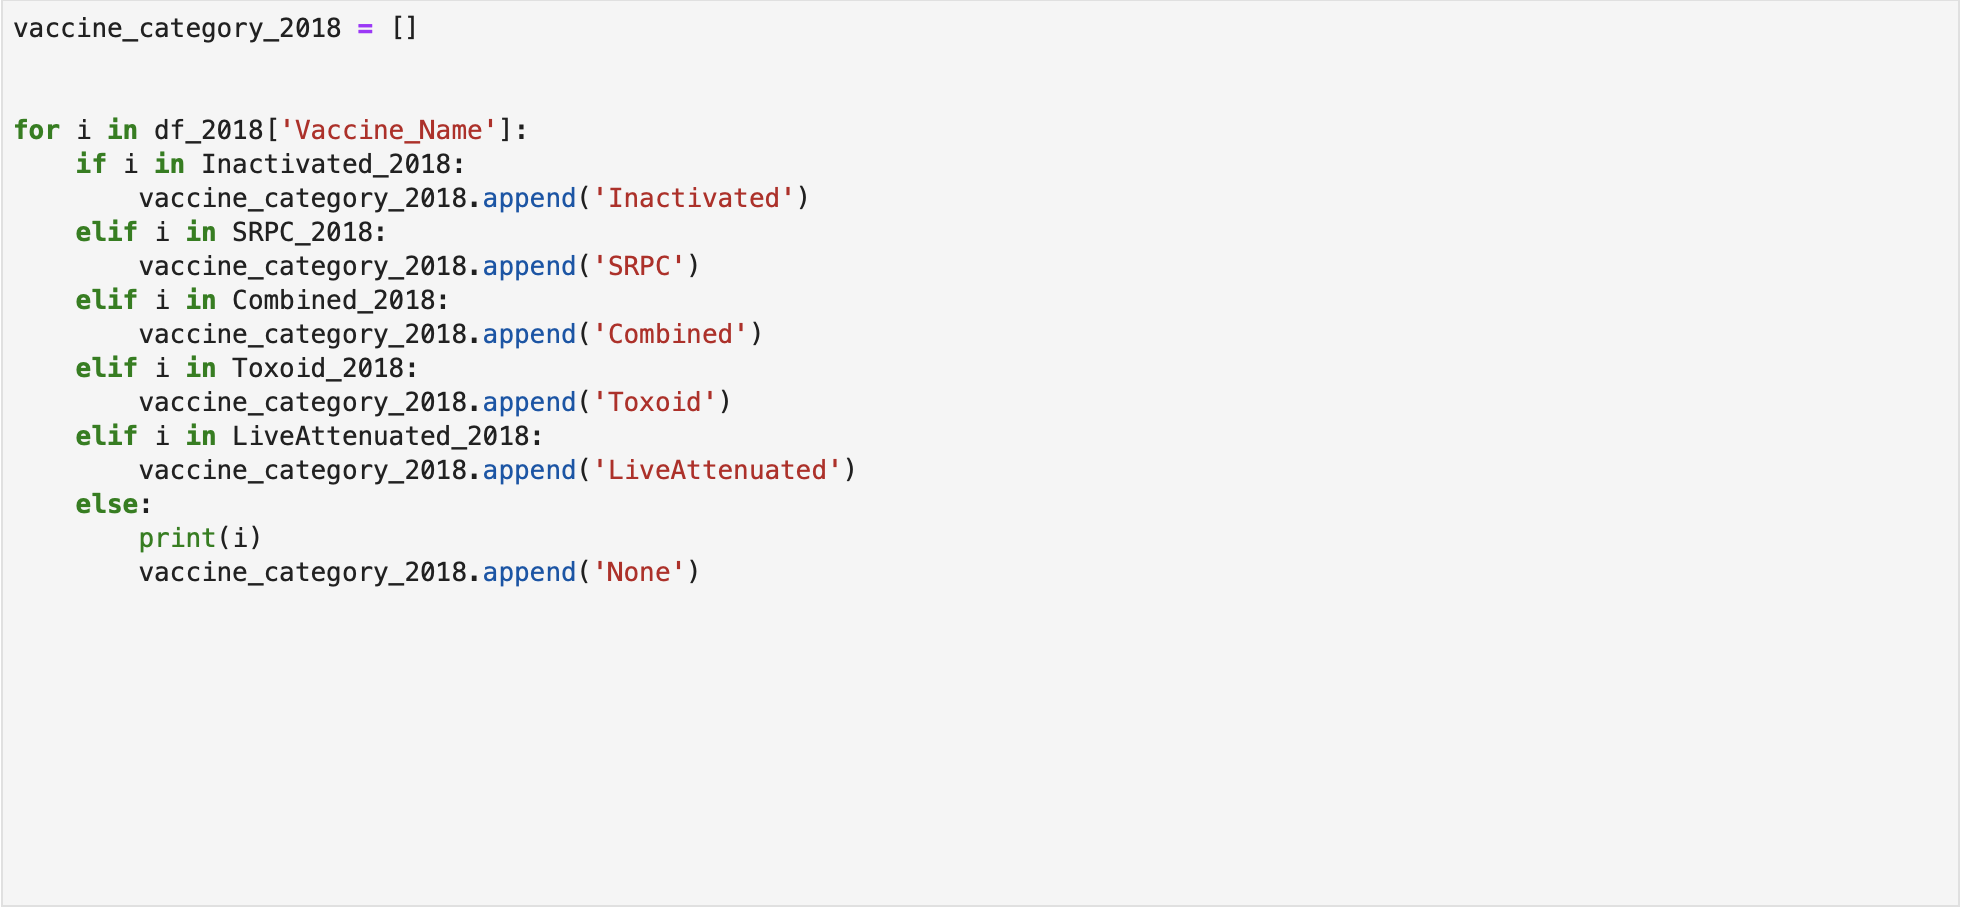 vaccine_category_2018 = []
for i in df_2018['Vaccine_Name']:
    if i in Inactivated_2018:
        vaccine_category_2018.append('Inactivated')
    elif i in SRPC_2018:
        vaccine_category_2018.append('SRPC')
    elif i in Combined_2018:
        vaccine_category_2018.append('Combined')
    elif i in Toxoid_2018:
        vaccine_category_2018.append('Toxoid')
    elif i in LiveAttenuated_2018:
        vaccine_category_2018.append('LiveAttenuated')
    else:
        print(i)
        vaccine_category_2018.append('None')